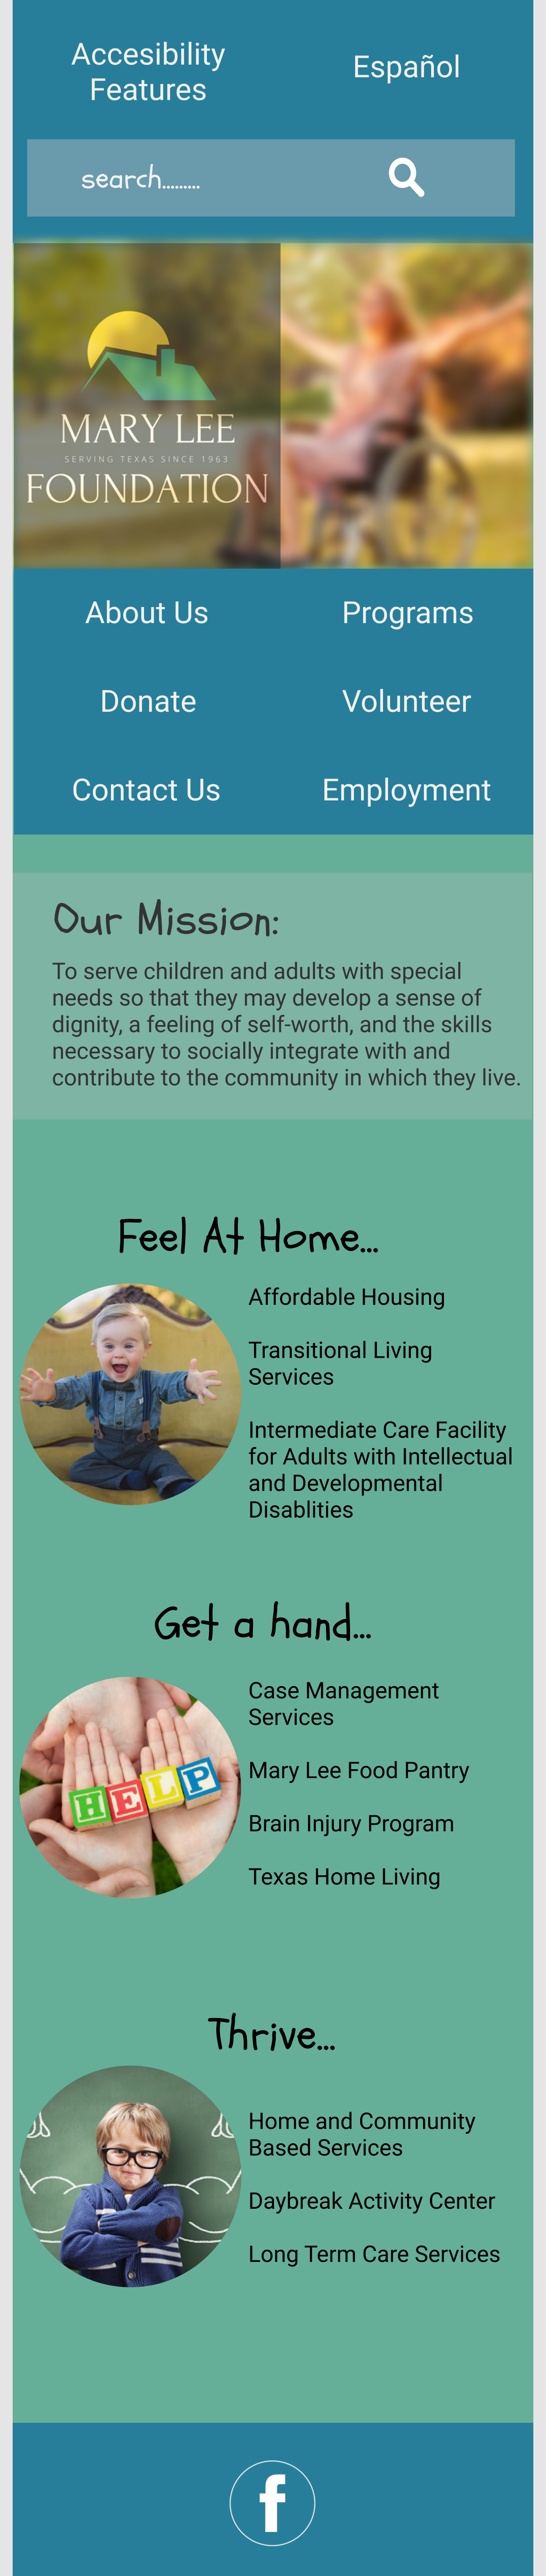 Accesibility
Features
Español
search.........
MARY LEE
SERVING TEXAS SINCE 1963
FOUNDATION
About Us
Programs
Donate
Volunteer
Contact Us
Employment
Our Mission:
To serve children and adults with special
needs so that they may develop a sense of
dignity, a feeling of self-worth, and the skills
necessary to socially integrate with and
contribute to the community in which they live.
Feel At Home...
Affordable Housing
Transitional Living
Services
Intermediate Care Facility
for Adults with Intellectual
and Developmental
Disablities
Get a hand...
HELP
Case Management
Services
Mary Lee Food Pantry
Brain Injury Program
Texas Home Living
Thrive...
Home and Community
Based Services
Daybreak Activity Center
Long Term Care Services
f